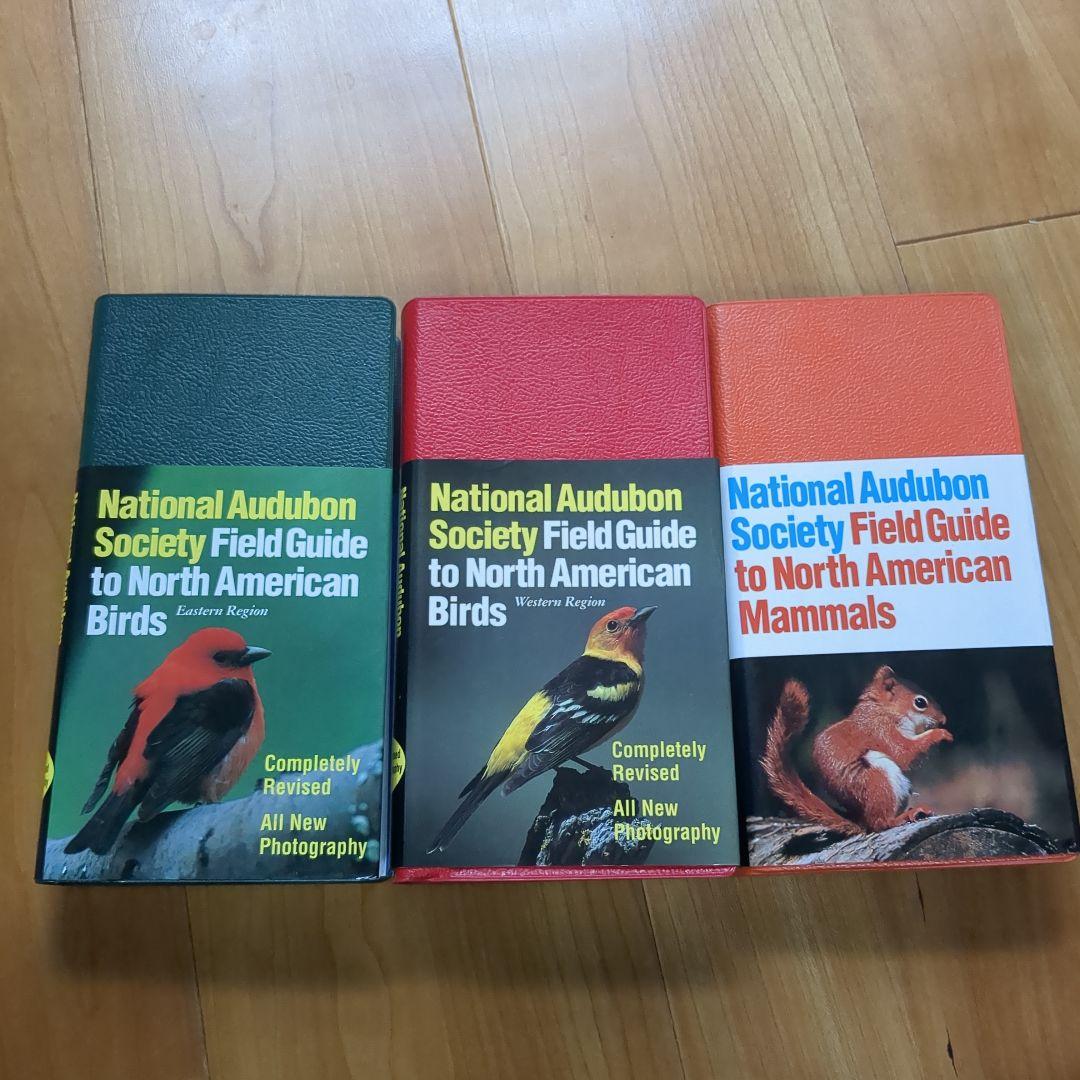 National Audubon
Society Field Guide
to North American
Birds Eastern Region
Completely
Revised
All New
Photography
National Audubon
Society Field Guide
to North American
Birds Western Region
Completely
Revised
All New
Photography
National Audubon
Society Field Guide
to North American
Mammals